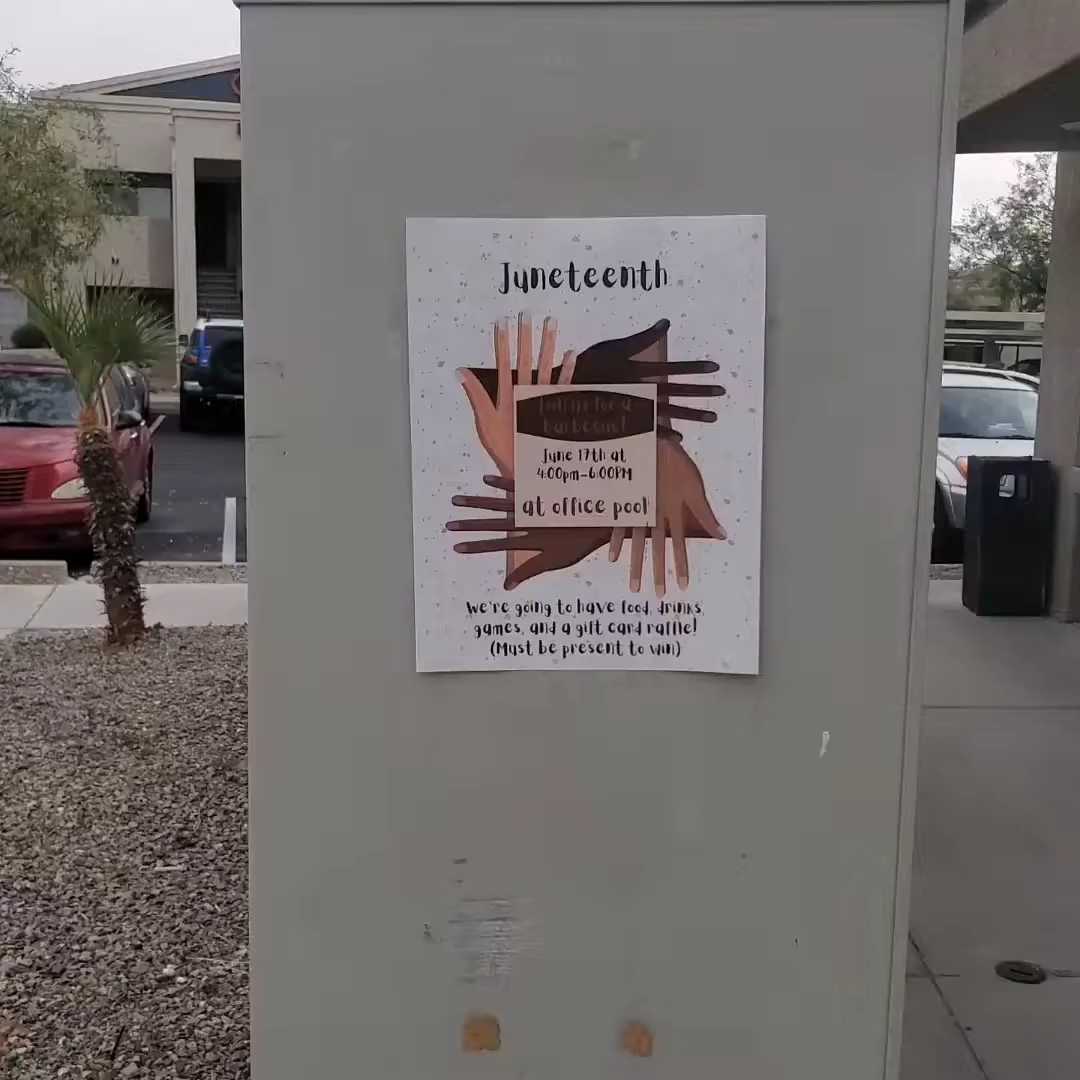 Juneteenth
Join us for a
barbecue!
June 17th at
4:00pm-6:00PM
at office pool
We're going to have food, drinks,
games, and a gift card raffle!
(Must be present to win)